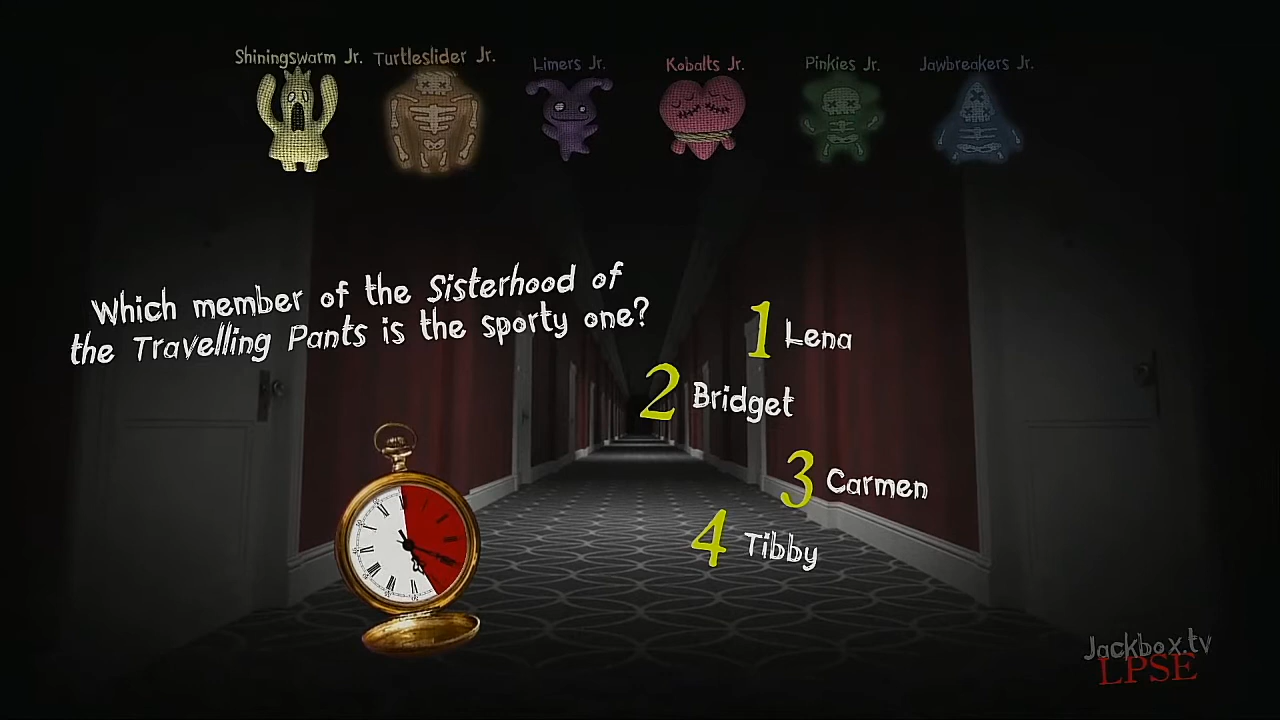 Shiningswarm Jr.
Turtleslider Jr.
Limers Jr.
Kobalts Jr.
Pinkies Jr.
Jawbreakers Jr.
Which member of the Sisterhood of
the Travelling Pants is the sporty one?
1 Lena
2 Bridget
3 Carmen
4 Tibby
Jackbox.tv
LPSE